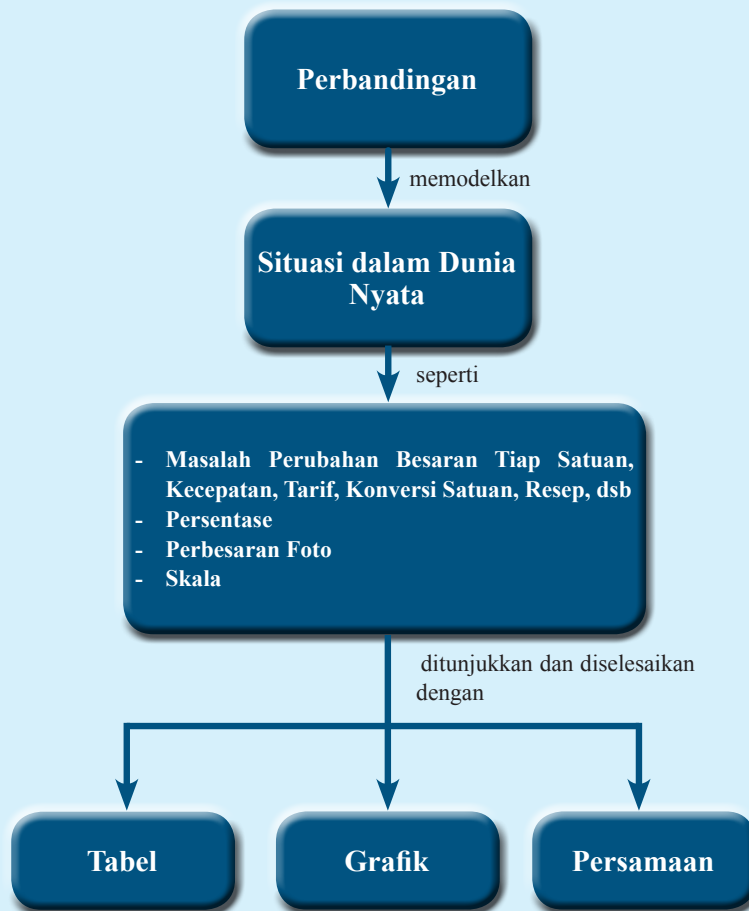 Perbandingan
memodelkan
Situasi dalam Dunia
Nyata
seperti
- Masalah Perubahan Besaran Tiap Satuan,
Kecepatan, Tarif, Konversi Satuan, Resep, dsb
- Persentase
- Perbesaran Foto
- Skala
ditunjukkan dan diselesaikan
dengan
Tabel
Grafik
Persamaan